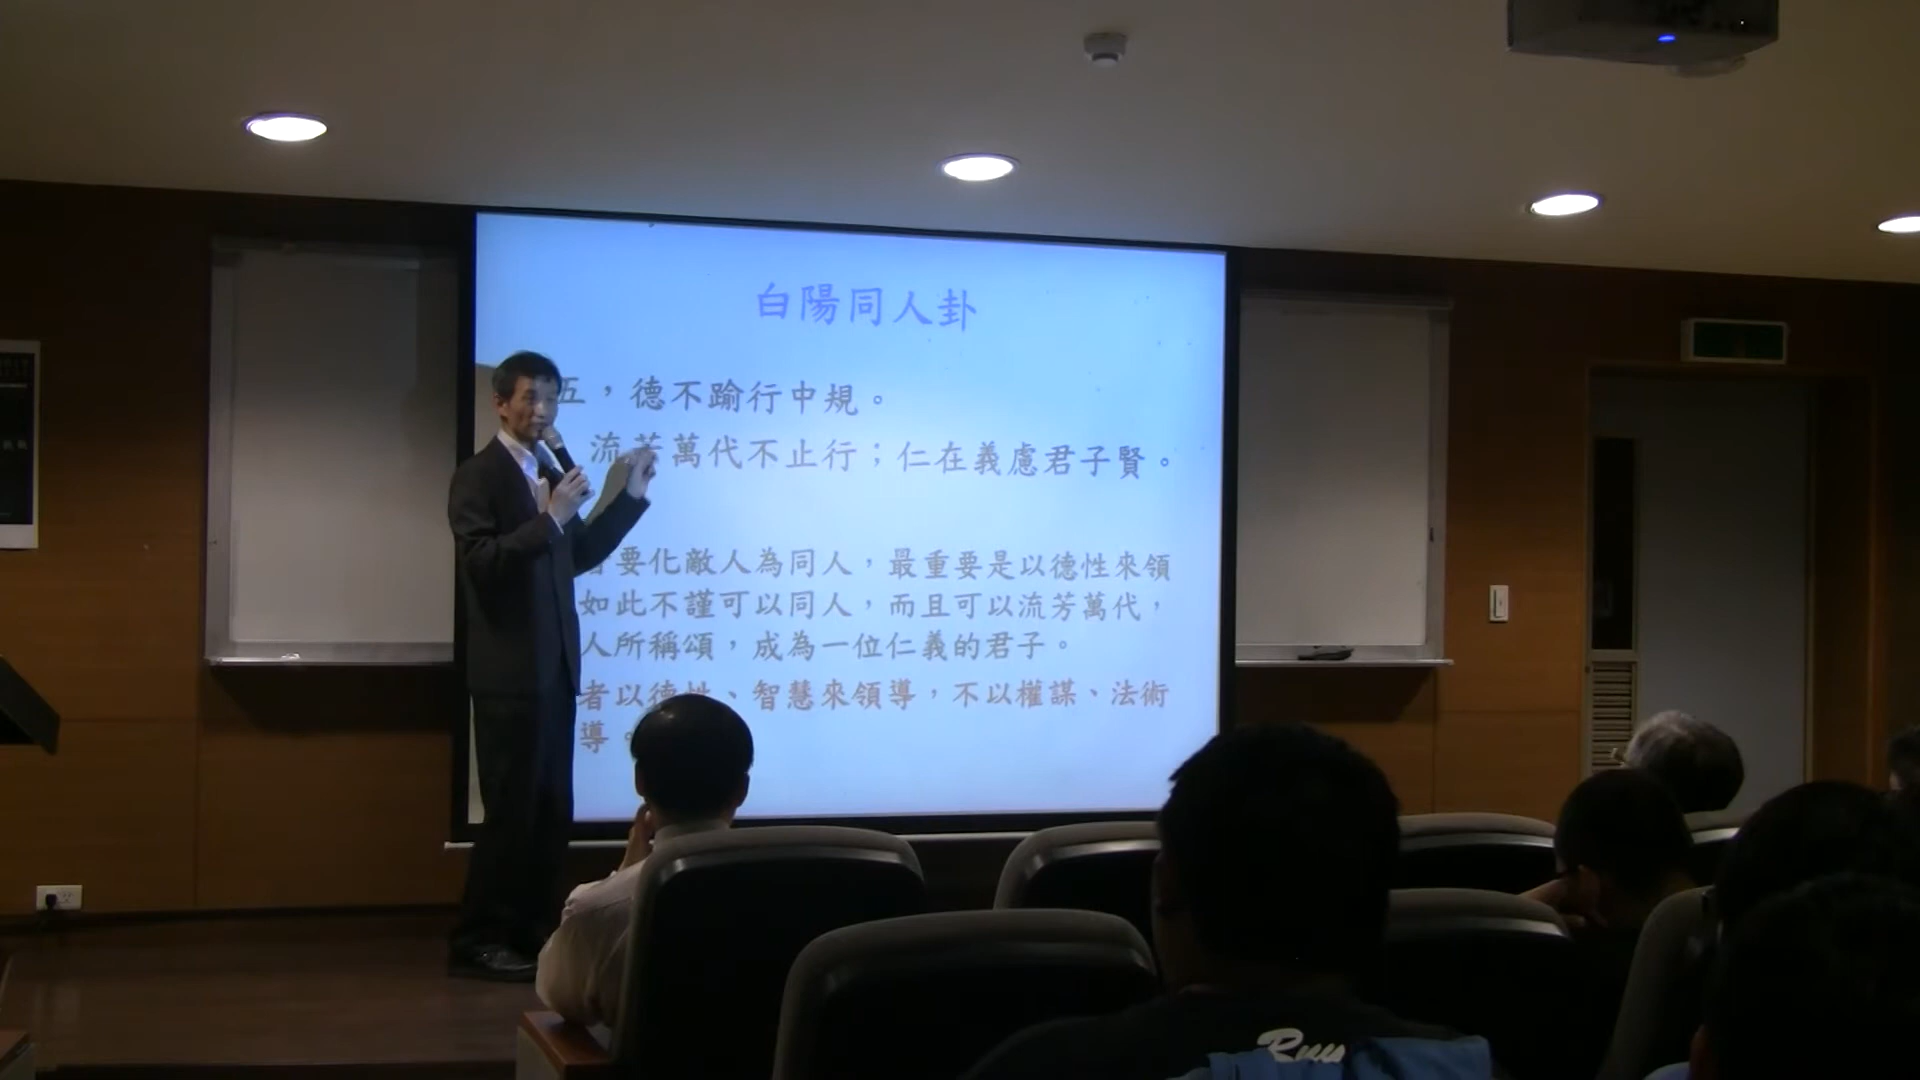 白陽同人卦
五，德不踰行中規。
流芳萬代不止行；仁在義慮君子賢。
要化敵人為同人，最重要是以德性來領
如此不謹可以同人，而且可以流芳萬代，
人所稱頌，成為一位仁義的君子。
者以德性、智慧來領導，不以權謀、法術
導。
Run